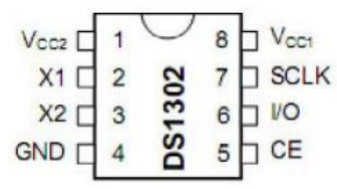 VCC2 1 8 VCC1
X1 2 7 SCLK
X2 3 6 I/O
GND 4 5 CE
DS1302